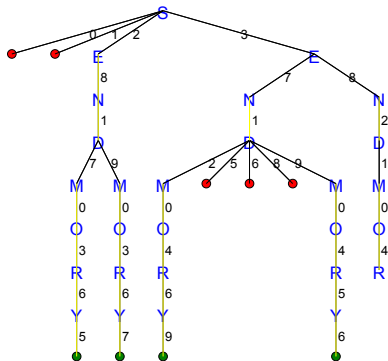 S
0 1 2 3
E E
8 7 8
N N N
1 1 2
D D D
7 9 2 5 6 8 9 1
M M M M M
0 0 0 0 0
O O O O O
3 3 4 4 4
R R R R R
6 6 6 5
Y Y Y Y
5 7 9 6